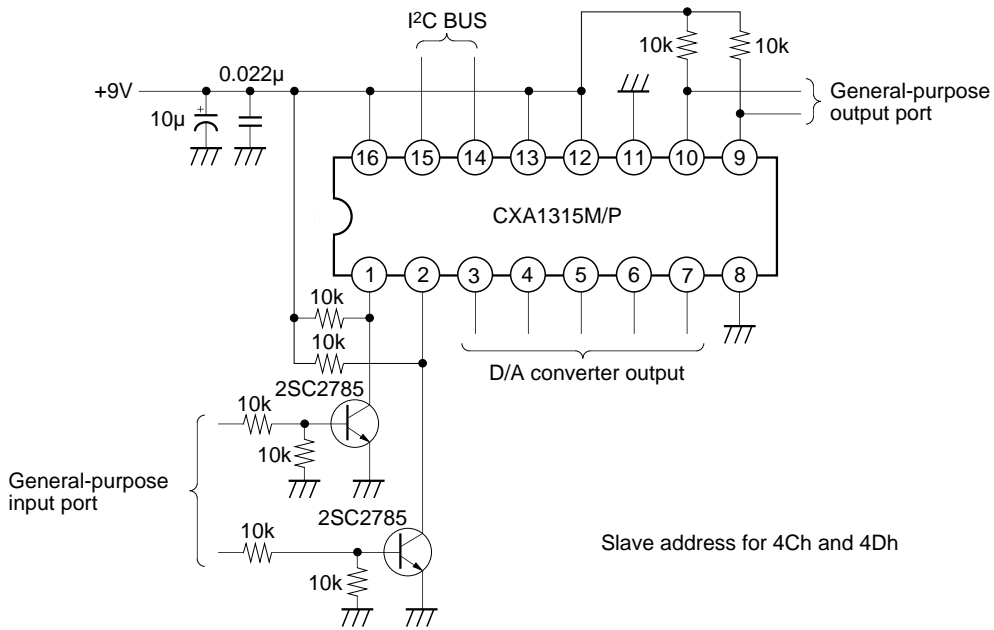 I²C BUS
10k
10k
+9V
0.022µ
+
10µ
General-purpose
output port
16
15
14
13
12
11
10
9
CXA1315M/P
1
2
3
4
5
6
7
8
10k
10k
D/A converter output
2SC2785
10k
10k
General-purpose
input port
2SC2785
10k
10k
Slave address for 4Ch and 4Dh